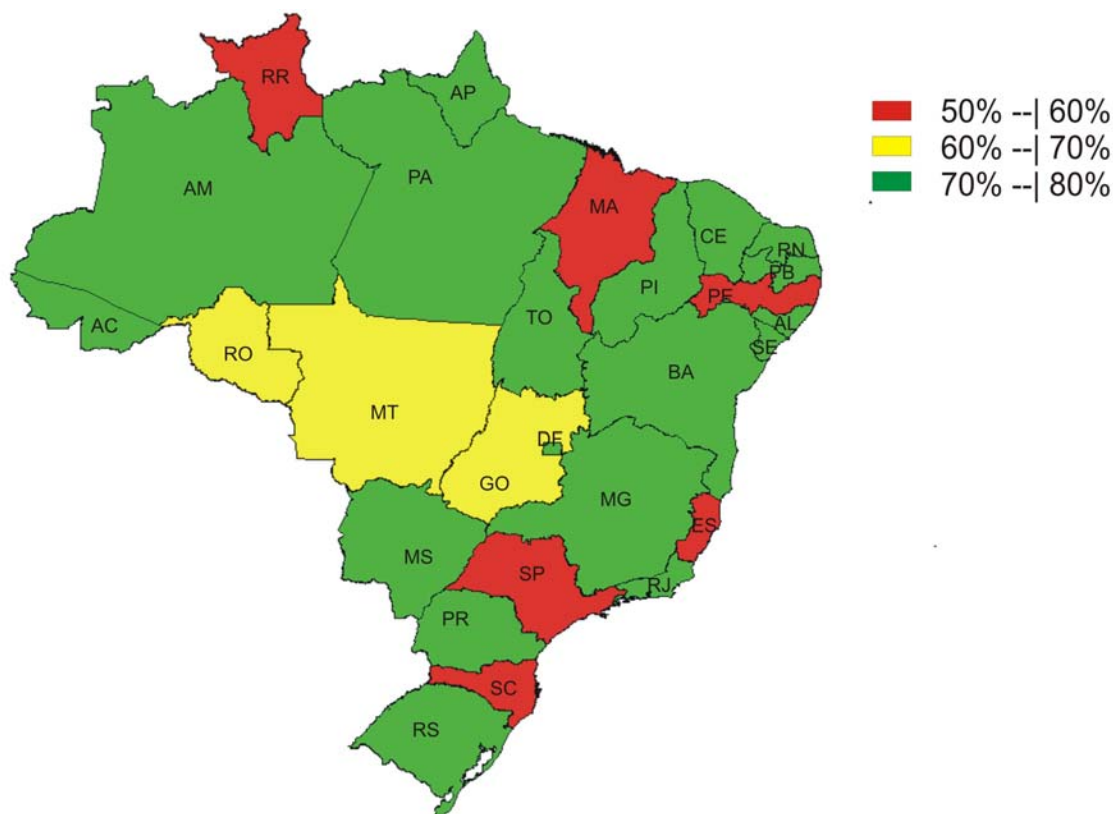 RR
AP
50% --| 60%
60% --| 70%
70% --| 80%
AM
PA
MA
CE
RN
PB
PI
PE
TO
AL
AC
SE
RO
BA
MT
DF
GO
MG
ES
MS
SP
RJ
PR
SC
RS